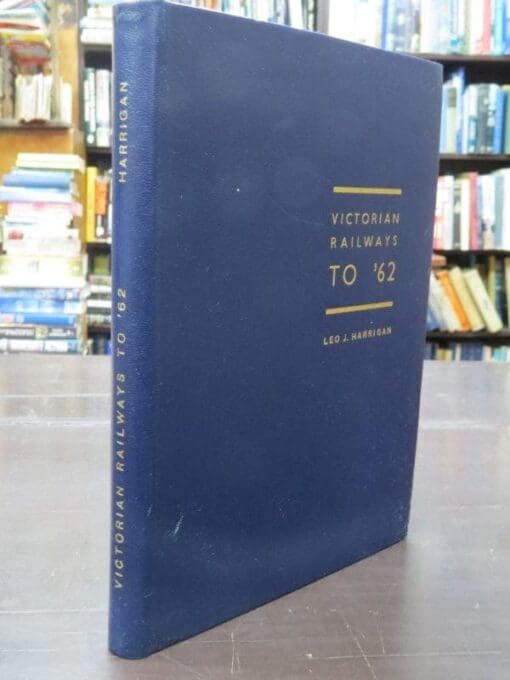 VICTORIAN
RAILWAYS
TO '62
LEO J. HARRIGAN
VICTORIAN RAILWAYS TO '62 HARRIGAN